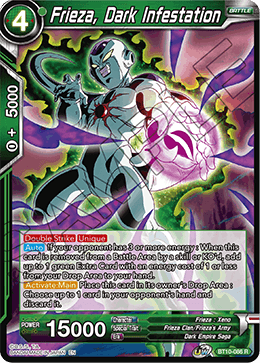 4
Frieza, Dark Infestation
BATTLE
+ 5000
Double Strike Unique
Auto If your opponent has 3 or more energy : When this
card is removed from a Battle Area by a skill or KO'd, add
up to 1 green Extra Card with an energy cost of 1 or
less from your Drop Area to your hand.
Activate:Main Place this card in its owner's Drop Area :
Choose up to 1 card in your opponent's hand and
discard it.
POWER 15000
Character Frieza : Xeno
Special Trait Frieza Clan/Frieza's Army
Era Dark Empire Saga
BT10-086 R